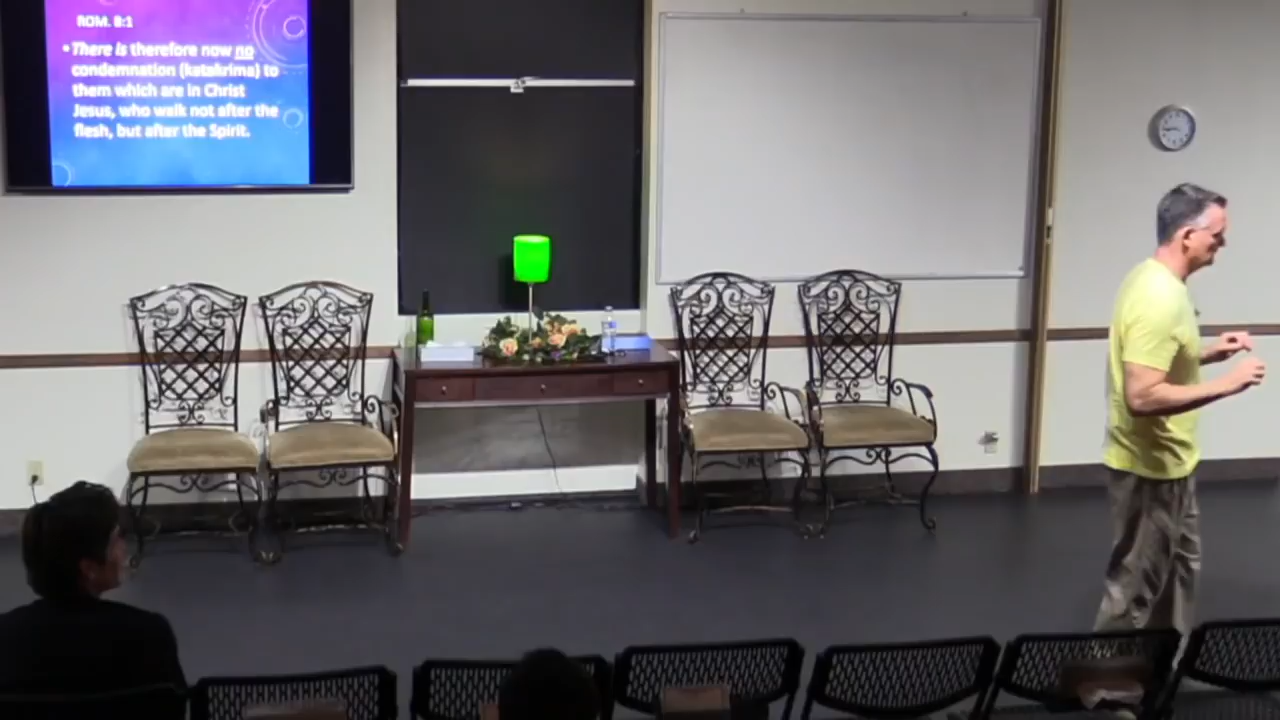 ROM. 8:1
• There is therefore now no
condemnation (katakrima) to
them which are in Christ
Jesus, who walk not after the
flesh, but after the Spirit.